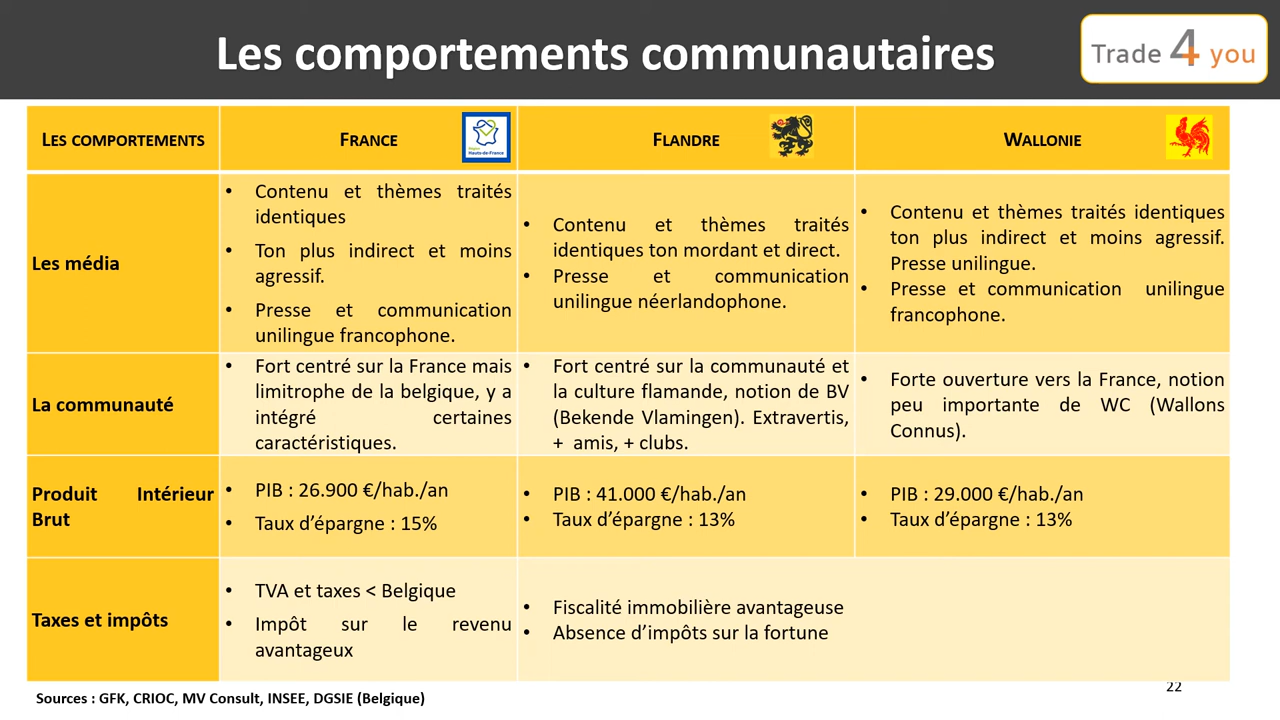 Les comportements communautaires
Trade 4 you
LES COMPORTEMENTS
FRANCE
Région
Hauts-de-France
FLANDRE
WALLONIE
Les média
• Contenu et thèmes traités
identiques
• Ton plus indirect et moins
agressif.
• Presse et communication
unilingue francophone.
• Contenu et thèmes traités
identiques ton mordant et direct.
• Presse et communication
unilingue néerlandophone.
• Contenu et thèmes traités identiques
ton plus indirect et moins agressif.
Presse unilingue.
• Presse et communication unilingue
francophone.
La communauté
• Fort centré sur la France mais
limitrophe de la belgique, y a
intégré certaines
caractéristiques.
• Fort centré sur la communauté et
la culture flamande, notion de BV
(Bekende Vlamingen). Extravertis,
+ amis, + clubs.
• Forte ouverture vers la France, notion
peu importante de WC (Wallons
Connus).
Produit Intérieur
Brut
• PIB : 26.900 €/hab./an
• Taux d’épargne : 15%
• PIB : 41.000 €/hab./an
• Taux d’épargne : 13%
• PIB : 29.000 €/hab./an
• Taux d’épargne : 13%
Taxes et impôts
• TVA et taxes < Belgique
• Impôt sur le revenu
avantageux
• Fiscalité immobilière avantageuse
• Absence d’impôts sur la fortune
Sources : GFK, CRIOC, MV Consult, INSEE, DGSIE (Belgique)
22